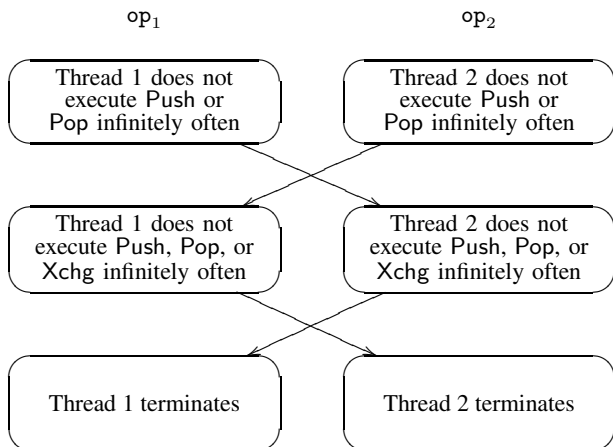 op1 op2
Thread 1 does not
execute Push or
Pop infinitely often
Thread 2 does not
execute Push or
Pop infinitely often
Thread 1 does not
execute Push, Pop, or
Xchg infinitely often
Thread 2 does not
execute Push, Pop, or
Xchg infinitely often
Thread 1 terminates
Thread 2 terminates